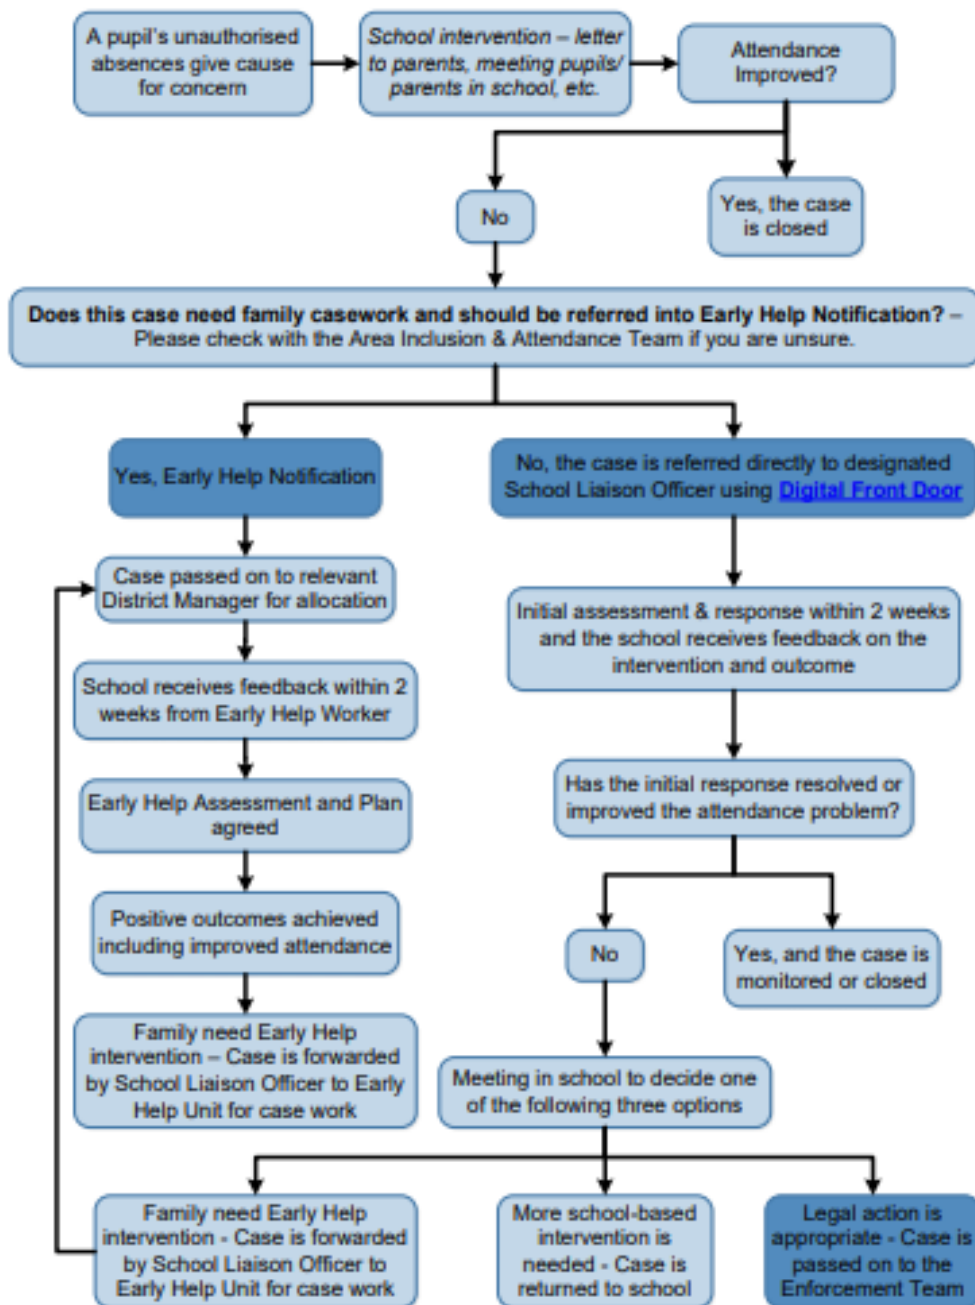 A pupil's unauthorised
absences give cause
for concern
School intervention – letter
to parents, meeting pupils/
parents in school, etc.
Attendance
Improved?
No
Yes, the case
is closed
Does this case need family casework and should be referred into Early Help Notification? –
Please check with the Area Inclusion & Attendance Team if you are unsure.
Yes, Early Help Notification
Case passed on to relevant
District Manager for allocation
School receives feedback within 2
weeks from Early Help Worker
Early Help Assessment and Plan
agreed
Positive outcomes achieved
including improved attendance
Family need Early Help
intervention – Case is forwarded
by School Liaison Officer to Early
Help Unit for case work
No, the case is referred directly to designated
School Liaison Officer using Digital Front Door
Initial assessment & response within 2 weeks
and the school receives feedback on the
intervention and outcome
Has the initial response resolved or
improved the attendance problem?
No
Yes, and the case is
monitored or closed
Meeting in school to decide one
of the following three options
Family need Early Help
intervention - Case is forwarded
by School Liaison Officer to
Early Help Unit for case work
More school-based
intervention is
needed - Case is
returned to school
Legal action is
appropriate - Case is
passed on to the
Enforcement Team